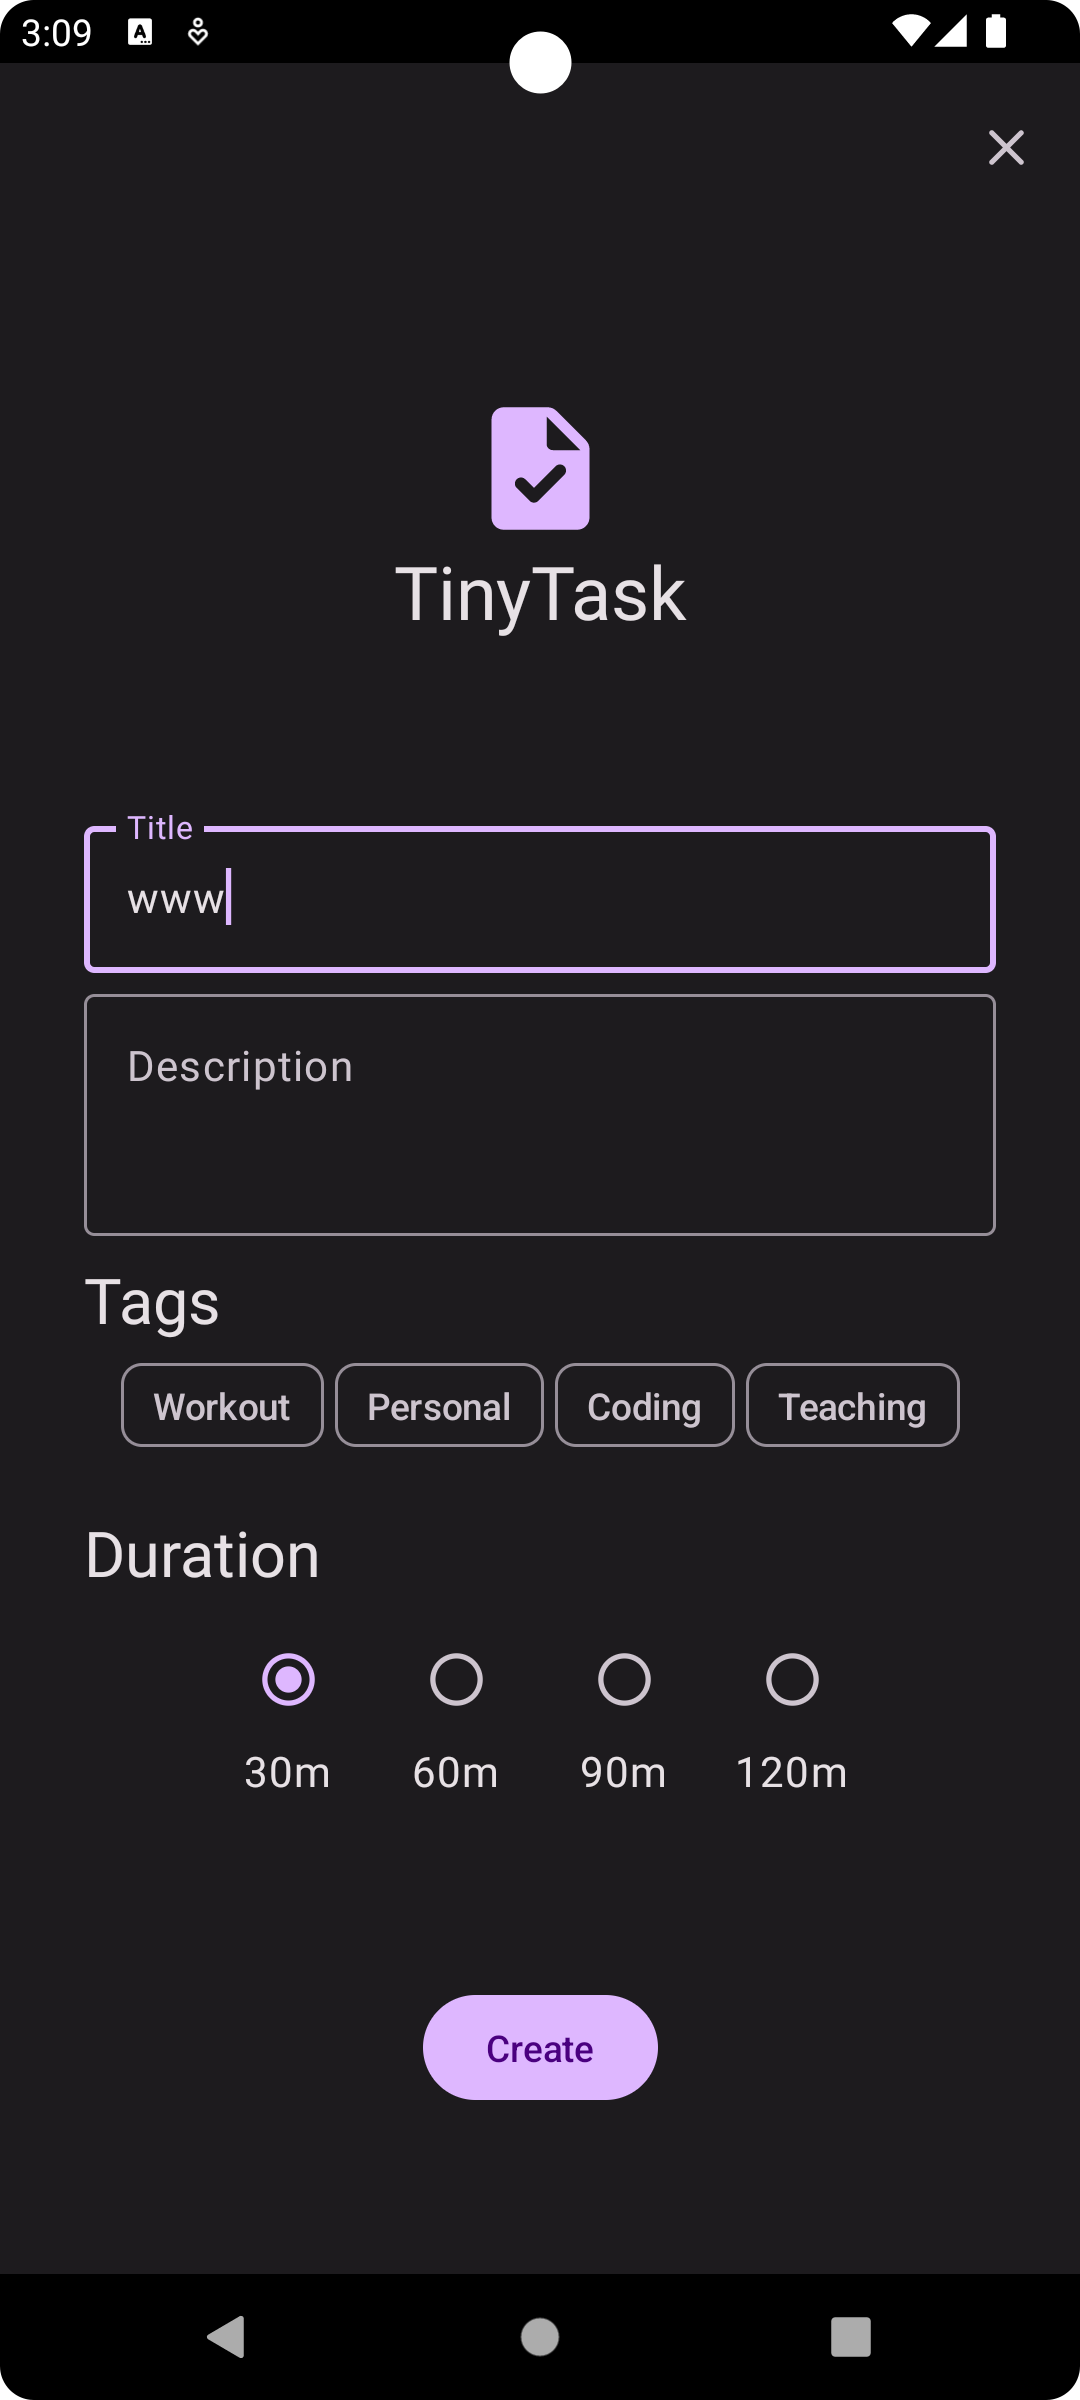 3:09
TinyTask
Title
www
Description
Tags
Workout Personal Coding Teaching
Duration
30m 60m 90m 120m
Create